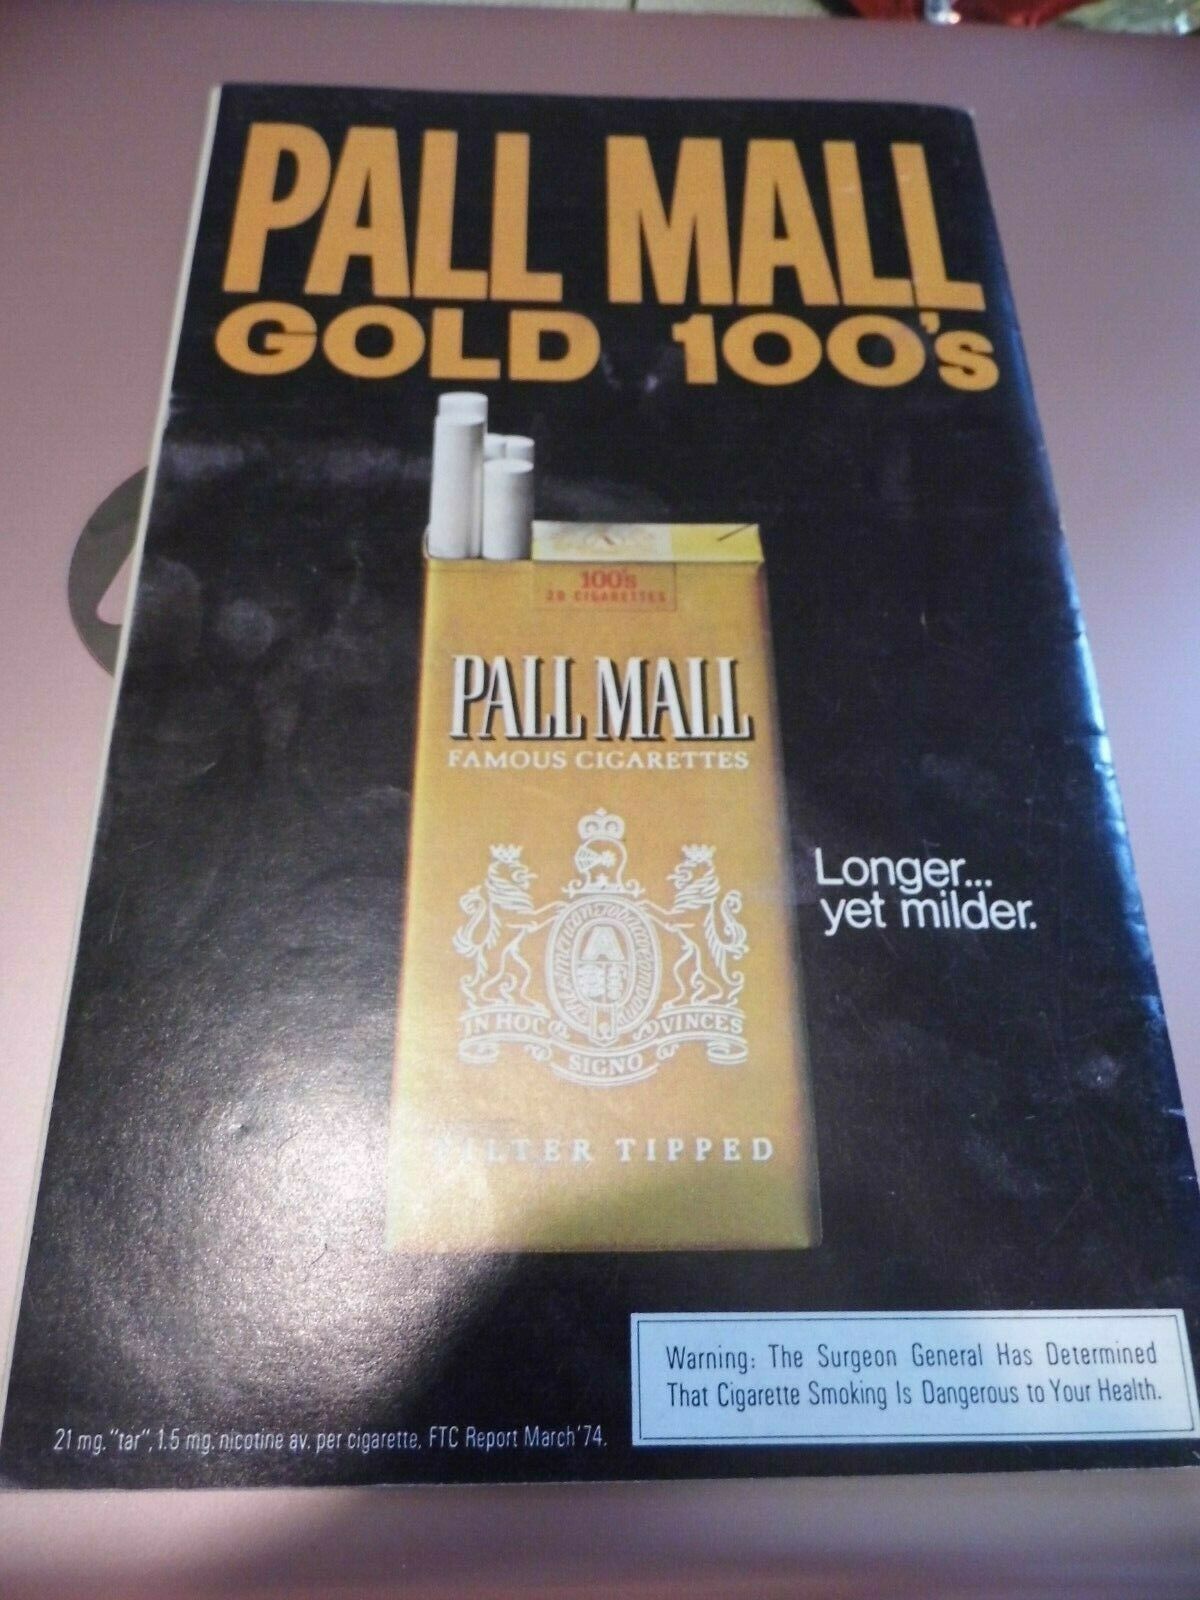 PALL MALL
GOLD 100's
100's
20 CIGARETTES
PALL MALL
FAMOUS CIGARETTES
Longer...
yet milder.
IN HOC VINCES
SIGNO
FILTER TIPPED
Warning: The Surgeon General Has Determined
That Cigarette Smoking Is Dangerous to Your Health.
21 mg. "tar", 1.5 mg. nicotine av. per cigarette, FTC Report March '74.